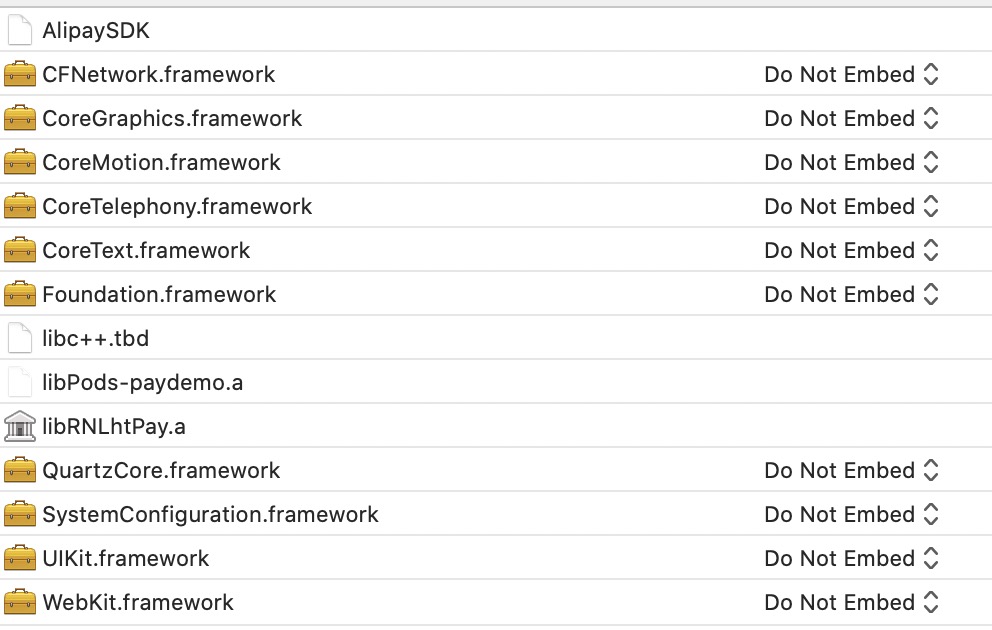 AlipaySDK
CFNetwork.framework Do Not Embed
CoreGraphics.framework Do Not Embed
CoreMotion.framework Do Not Embed
CoreTelephony.framework Do Not Embed
CoreText.framework Do Not Embed
Foundation.framework Do Not Embed
libc++.tbd
libPods-paydemo.a
libRNLhtPay.a
QuartzCore.framework Do Not Embed
SystemConfiguration.framework Do Not Embed
UIKit.framework Do Not Embed
WebKit.framework Do Not Embed